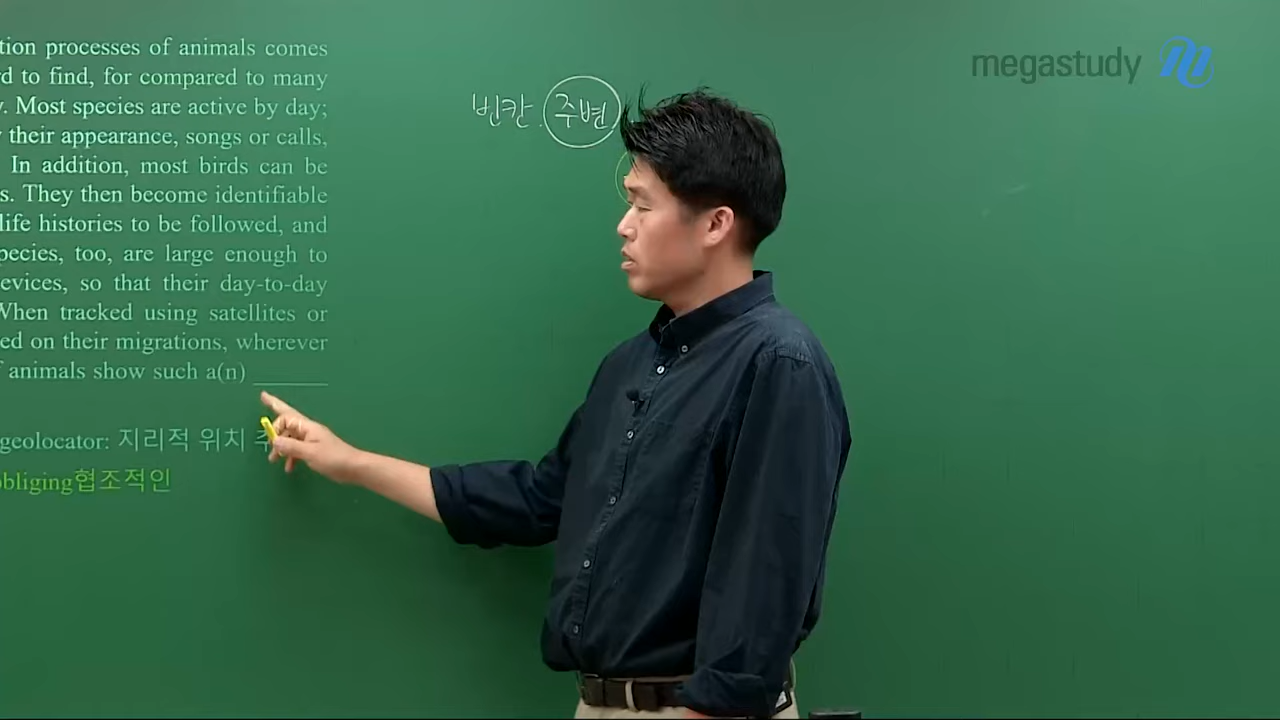 tion processes of animals comes
rd to find, for compared to many
. Most species are active by day;
their appearance, songs or calls,
In addition, most birds can be
s. They then become identifiable
life histories to be followed, and
pecies, too, are large enough to
evices, so that their day-to-day
When tracked using satellites or
ed on their migrations, wherever
animals show such a(n) ______
geolocator: 지리적 위치
obliging협조적인
빈칸. 주변
megastudy